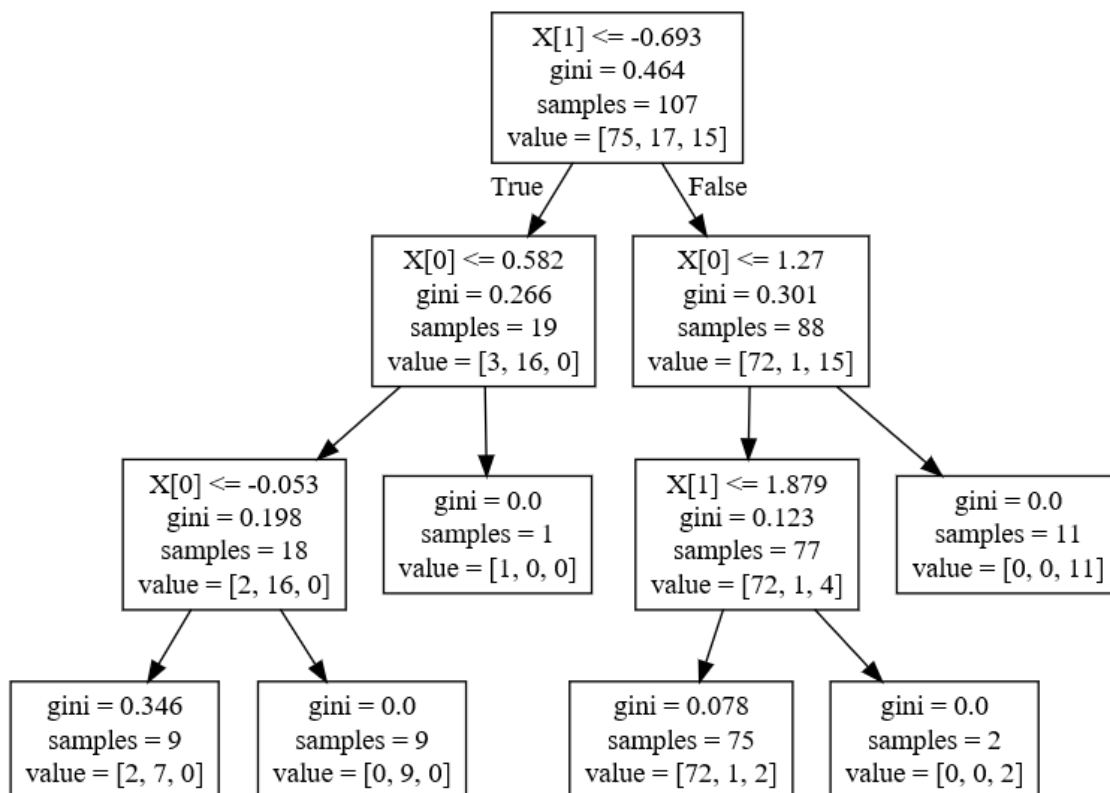 X[1] <= -0.693
gini = 0.464
samples = 107
value = [75, 17, 15]
True
False
X[0] <= 0.582
gini = 0.266
samples = 19
value = [3, 16, 0]
X[0] <= 1.27
gini = 0.301
samples = 88
value = [72, 1, 15]
X[0] <= -0.053
gini = 0.198
samples = 18
value = [2, 16, 0]
gini = 0.0
samples = 1
value = [1, 0, 0]
X[1] <= 1.879
gini = 0.123
samples = 77
value = [72, 1, 4]
gini = 0.0
samples = 11
value = [0, 0, 11]
gini = 0.346
samples = 9
value = [2, 7, 0]
gini = 0.0
samples = 9
value = [0, 9, 0]
gini = 0.078
samples = 75
value = [72, 1, 2]
gini = 0.0
samples = 2
value = [0, 0, 2]